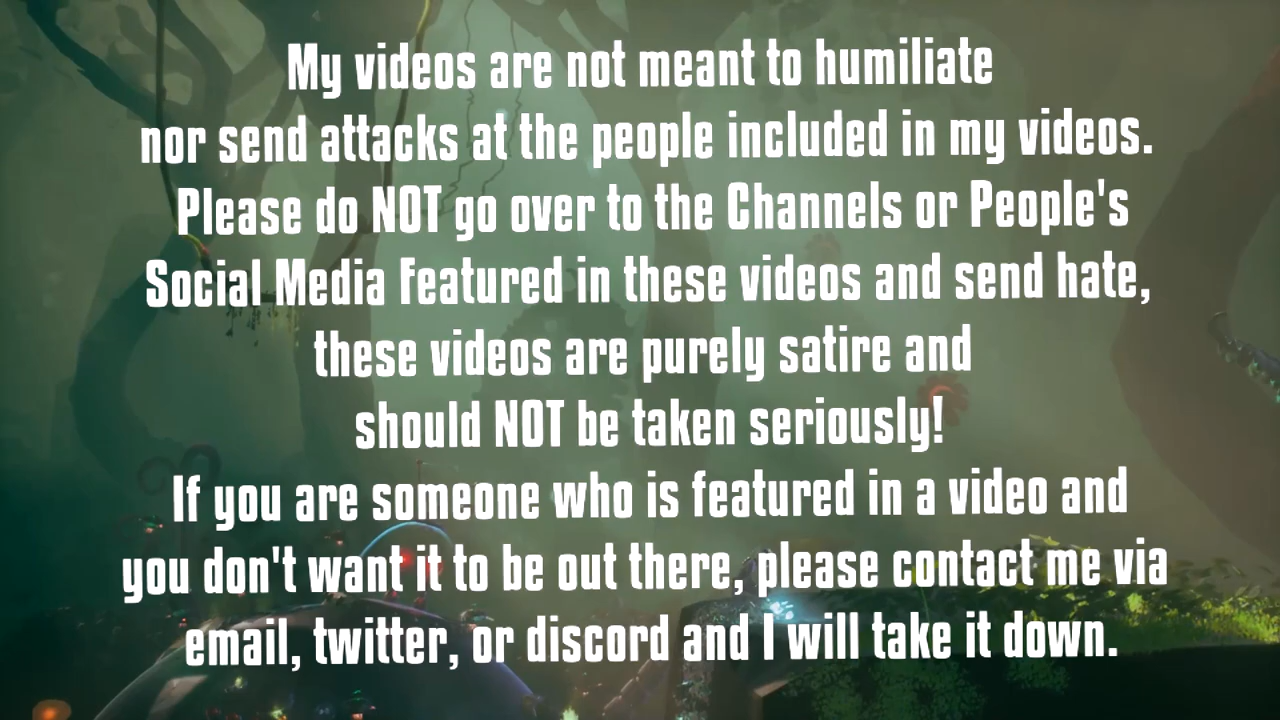 My videos are not meant to humiliate
nor send attacks at the people included in my videos.
Please do NOT go over to the Channels or People's
Social Media Featured in these videos and send hate,
these videos are purely satire and
should NOT be taken seriously!
If you are someone who is featured in a video and
you don't want it to be out there, please contact me via
email, twitter, or discord and I will take it down.